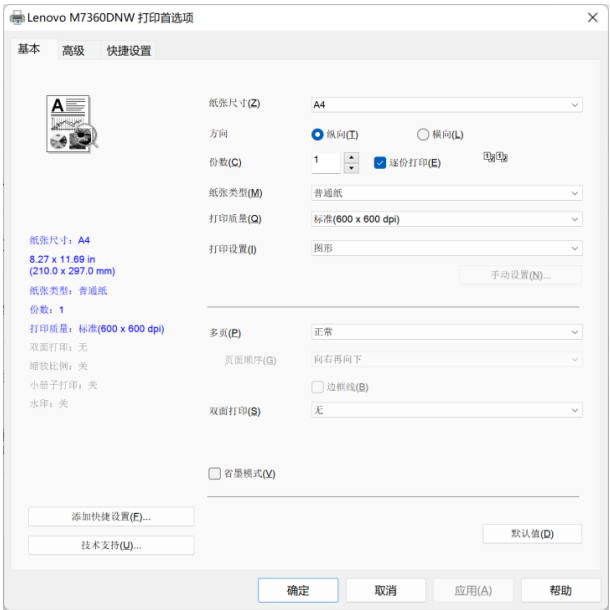 Lenovo M7360DNW 打印首选项
基本 高级 快捷设置
纸张尺寸(Z) A4
方向 纵向(T) 横向(L)
份数(C) 1 逐份打印(E)
纸张类型(M) 普通纸
打印质量(Q) 标准(600 x 600 dpi)
打印设置(I) 图形
手动设置(N)...
纸张尺寸: A4
8.27 x 11.69 in
(210.0 x 297.0 mm)
纸张类型: 普通纸
份数: 1
打印质量: 标准(600 x 600 dpi)
双面打印: 无
缩放比例: 关
小册子打印: 关
水印: 关
多页(P) 正常
页面顺序(G) 向右再向下
边框线(B)
双面打印(S) 无
省墨模式(V)
添加快捷设置(F)...
技术支持(U)...
默认值(D)
确定 取消 应用(A) 帮助